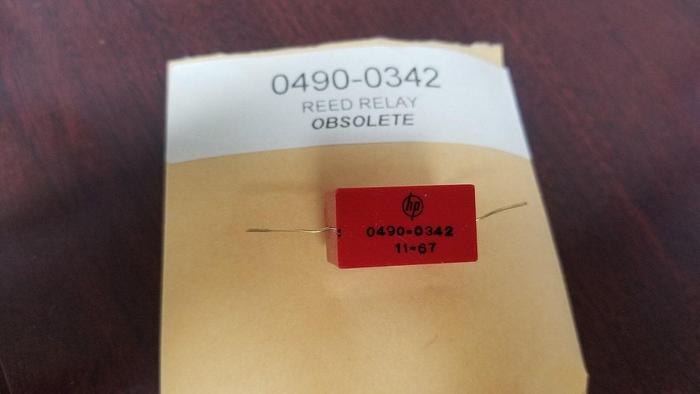 0490-0342
REED RELAY
OBSOLETE
hp
0490-0342
11-67